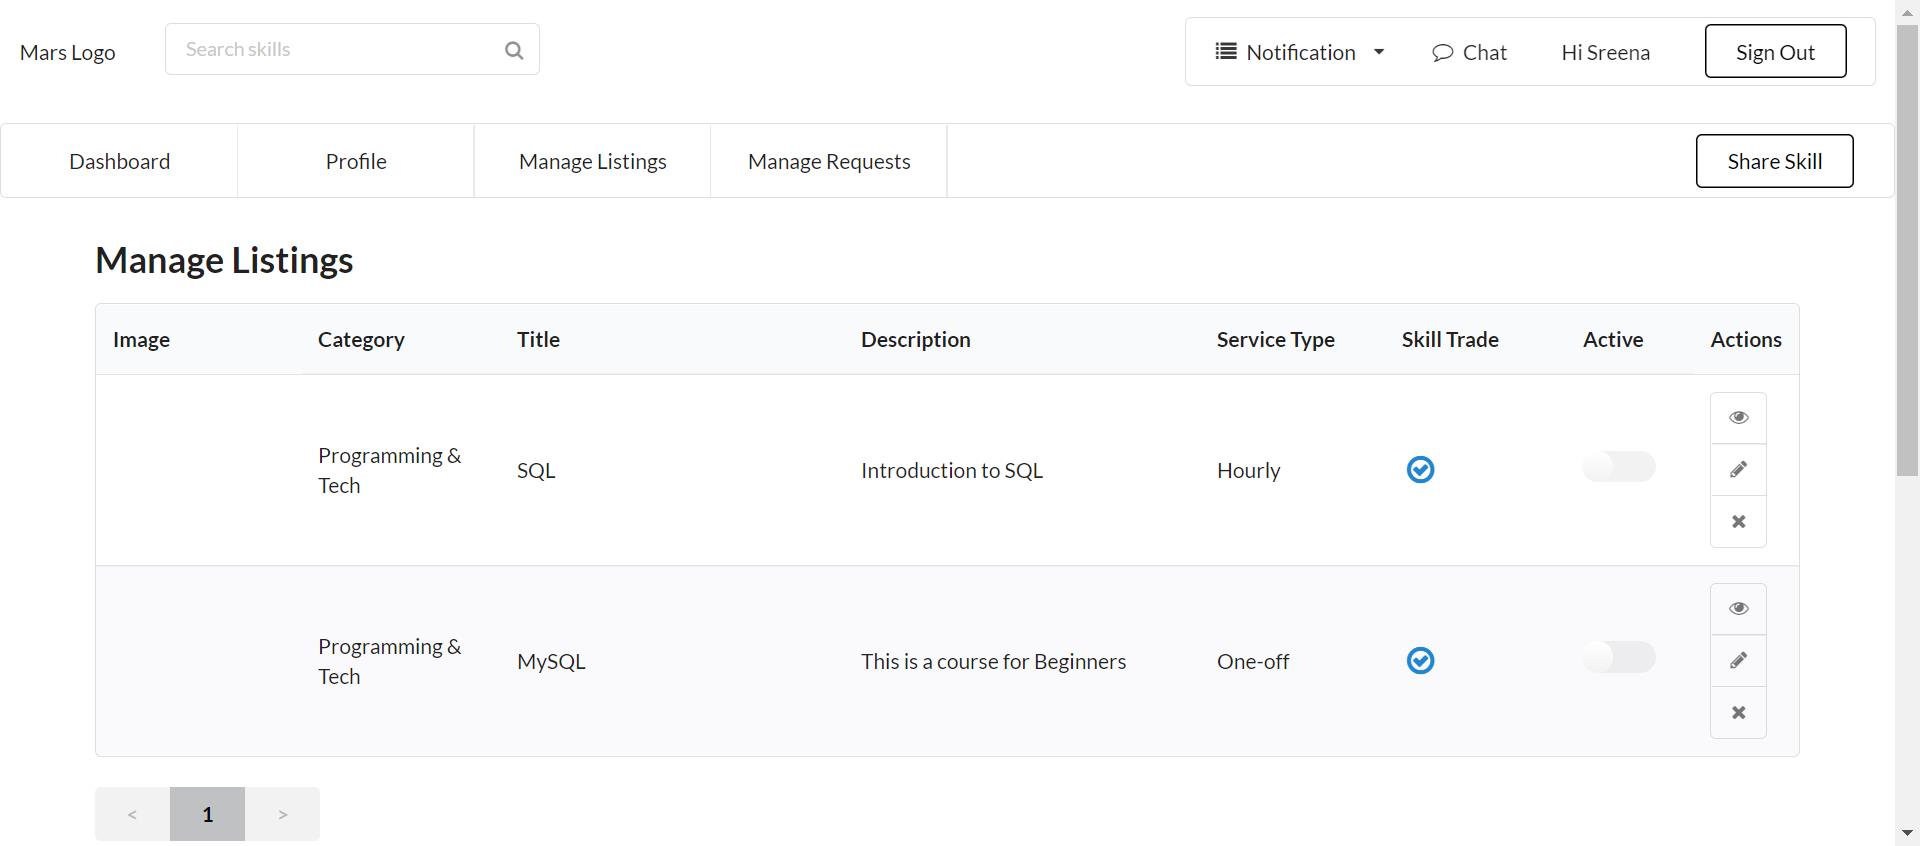 Mars Logo
Search skills
Notification
Chat
Hi Sreena
Sign Out
Dashboard
Profile
Manage Listings
Manage Requests
Share Skill
Manage Listings
Image Category Title Description Service Type Skill Trade Active Actions
Programming &
Tech
SQL
Introduction to SQL
Hourly
Programming &
Tech
MySQL
This is a course for Beginners
One-off
< 1 >